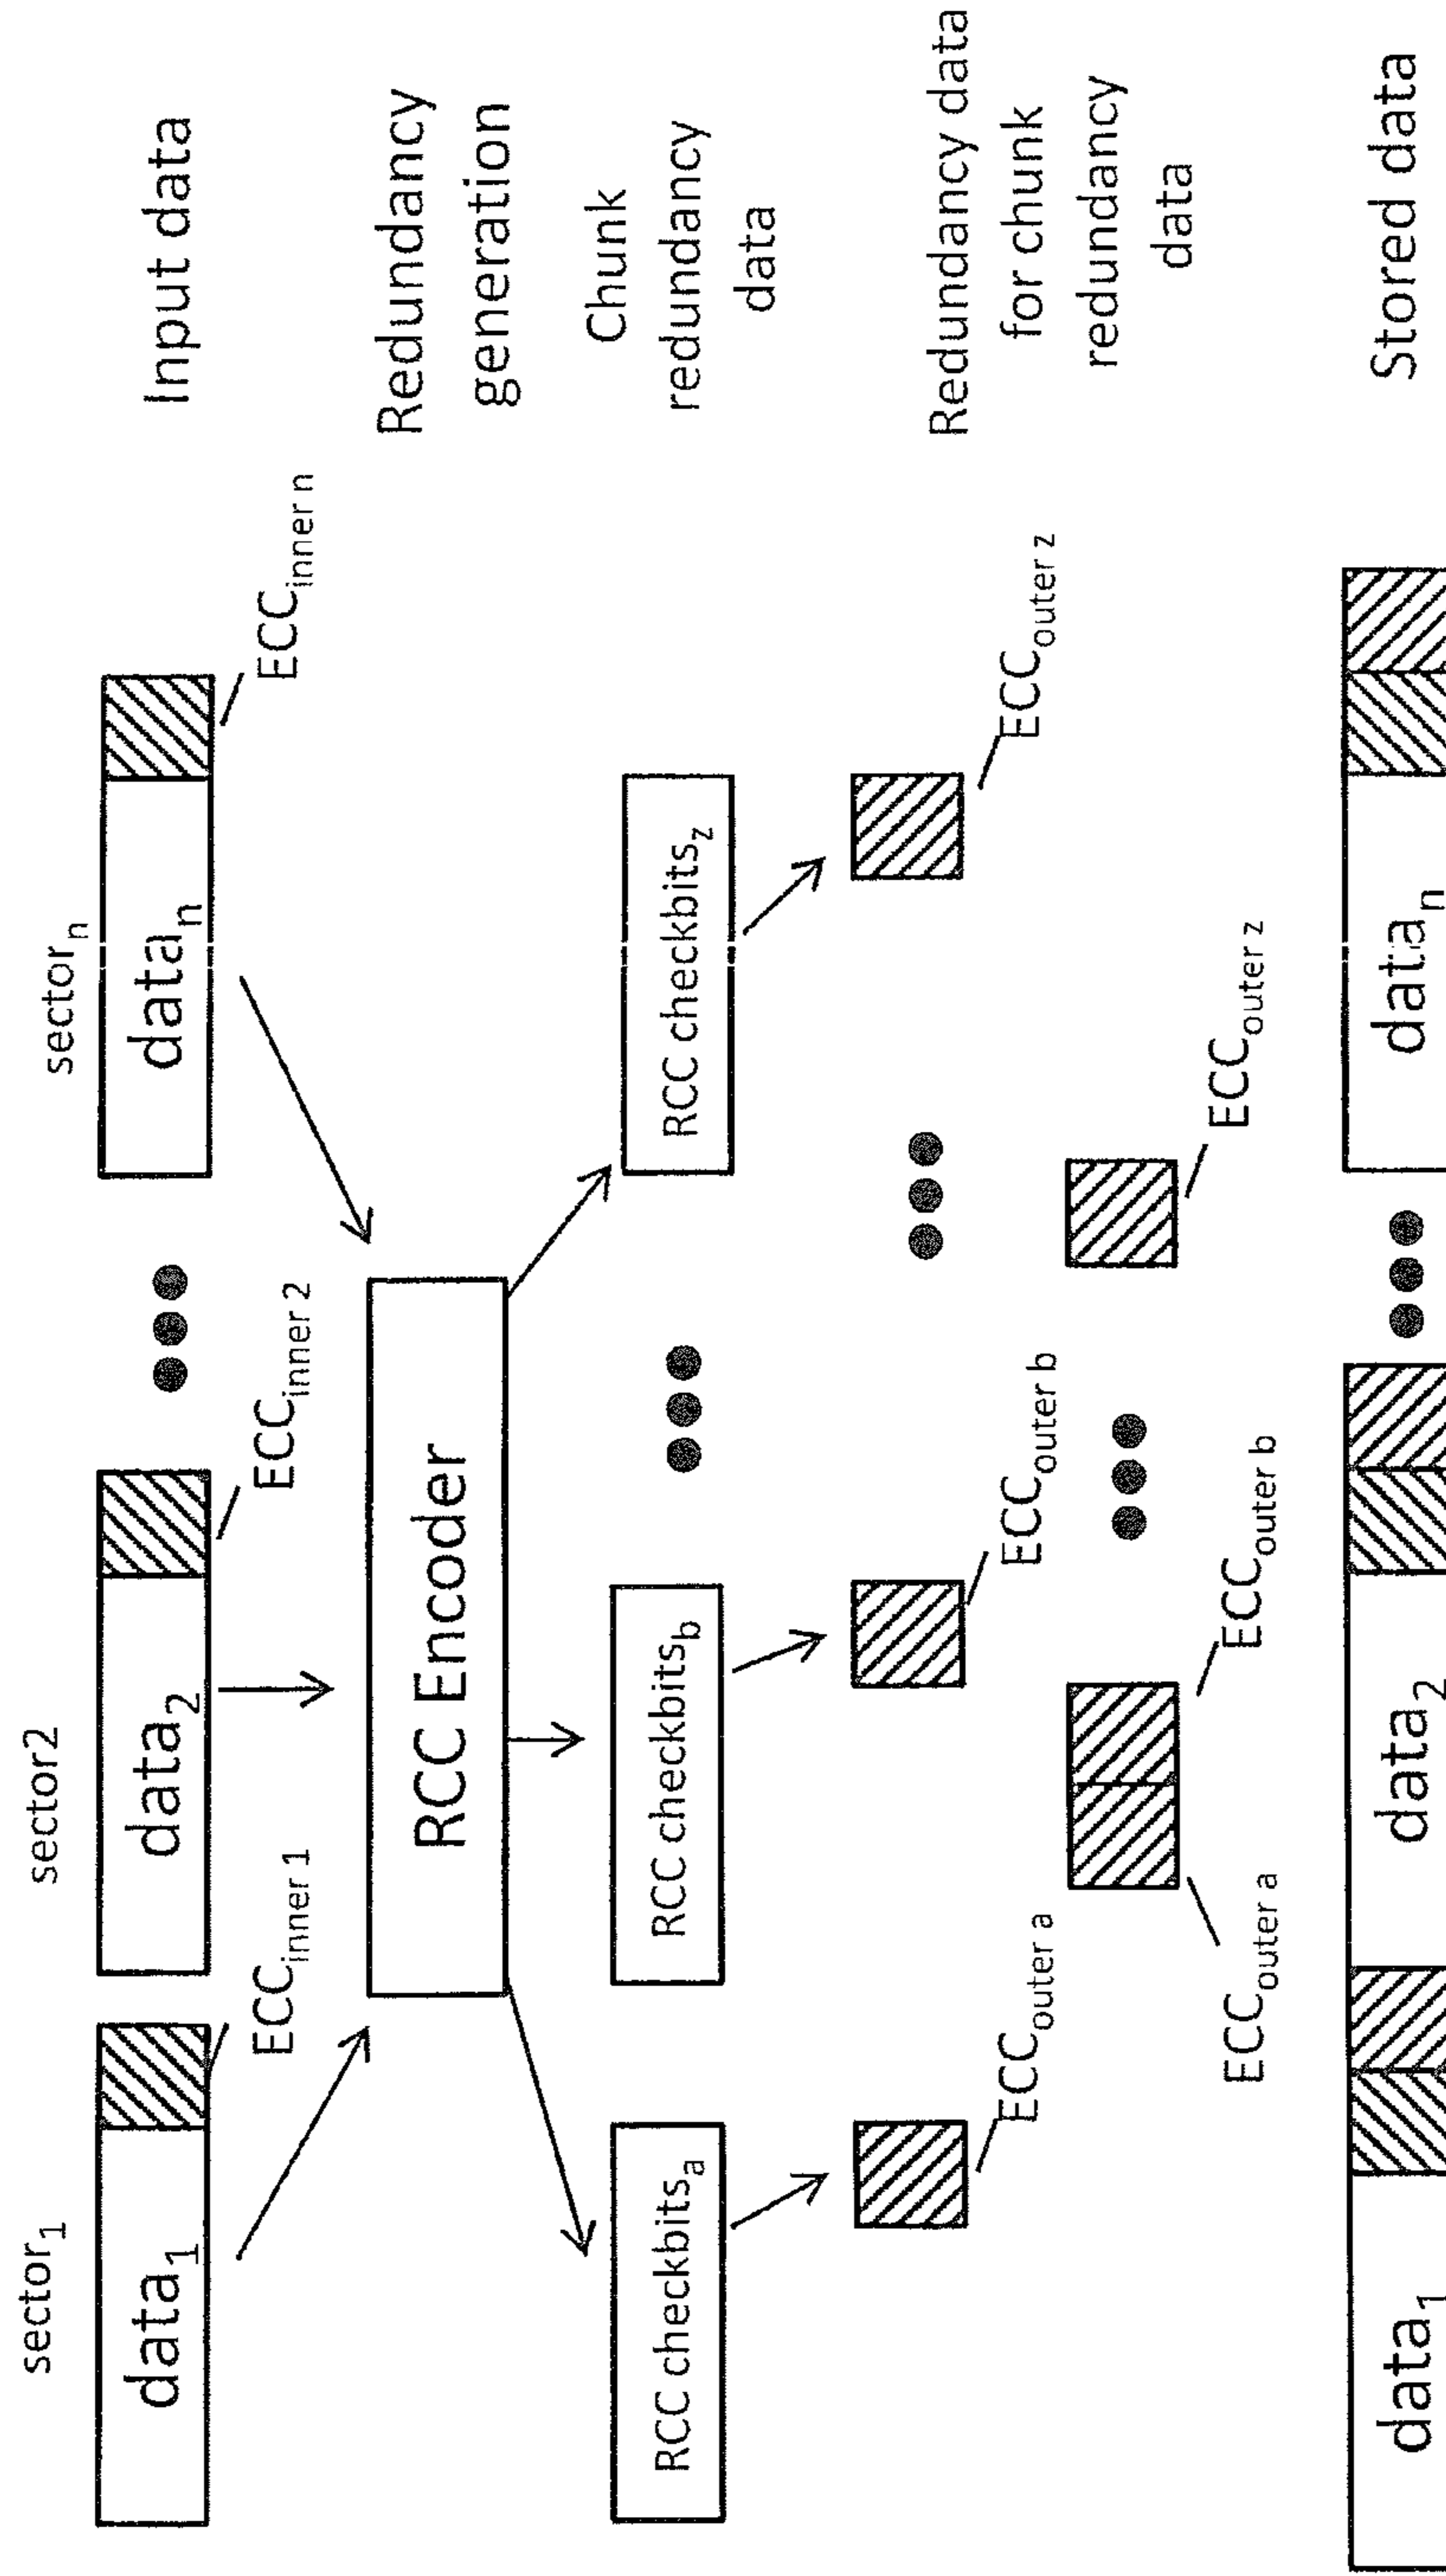 sector1
sector2
sectorn
data1
data2
datan
Input data
ECCinner 1
ECCinner 2
ECCinner n
RCC Encoder
Redundancy
generation
RCC checkbitsa
RCC checkbitsb
RCC checkbitsz
Chunk
redundancy
data
ECCouter a
ECCouter b
ECCouter z
Redundancy data
for chunk
redundancy
data
ECCouter a
ECCouter b
ECCouter z
data1
data2
datan
Stored data